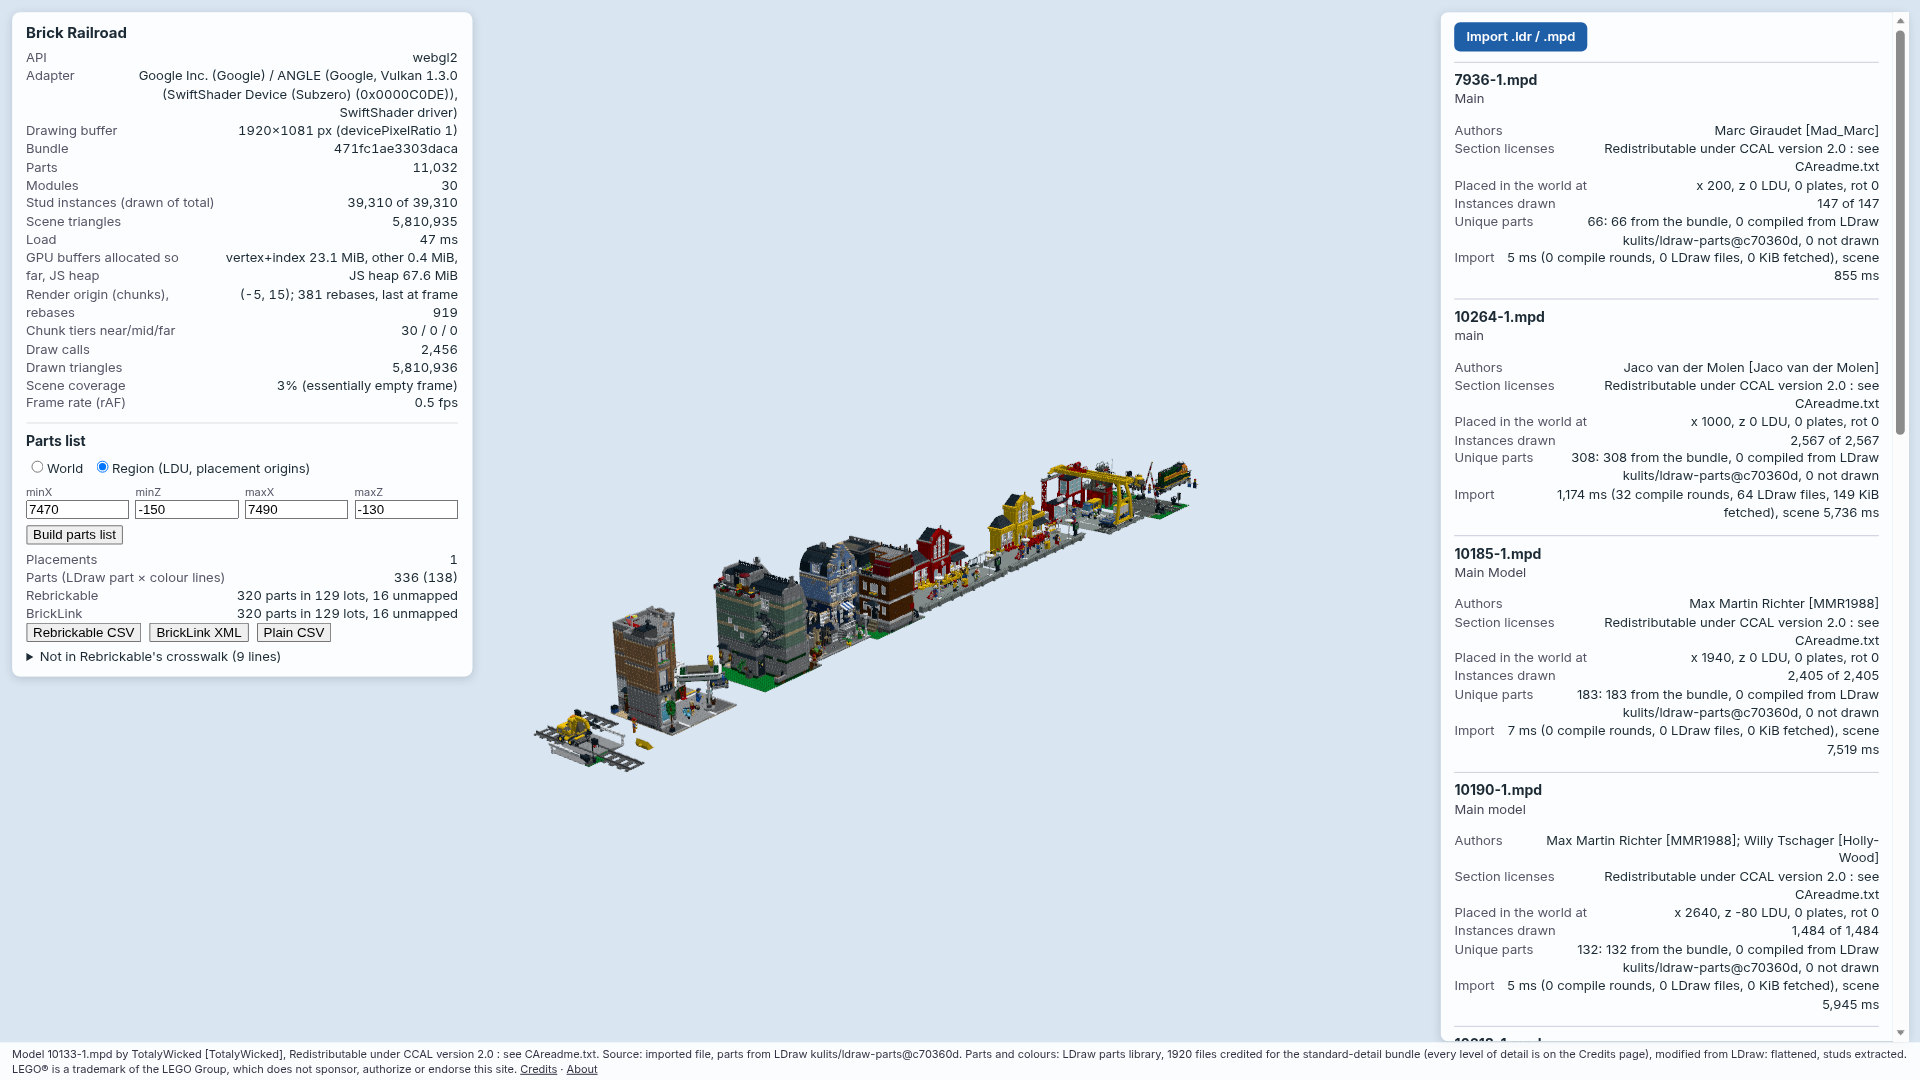 Brick Railroad
API webgl2
Adapter Google Inc. (Google) / ANGLE (Google, Vulkan 1.3.0
(SwiftShader Device (Subzero) (0x0000C0DE)),
SwiftShader driver)
Drawing buffer 1920×1081 px (devicePixelRatio 1)
Bundle 471fc1ae3303daca
Parts 11,032
Modules 30
Stud instances (drawn of total) 39,310 of 39,310
Scene triangles 5,810,935
Load 47 ms
GPU buffers allocated so vertex+index 23.1 MiB, other 0.4 MiB,
far, JS heap JS heap 67.6 MiB
Render origin (chunks), (-5, 15); 381 rebases, last at frame
rebases 919
Chunk tiers near/mid/far 30 / 0 / 0
Draw calls 2,456
Drawn triangles 5,810,936
Scene coverage 3% (essentially empty frame)
Frame rate (rAF) 0.5 fps
Parts list
World Region (LDU, placement origins)
minX minZ maxX maxZ
7470 -150 7490 -130
Build parts list
Placements 1
Parts (LDraw part × colour lines) 336 (138)
Rebrickable 320 parts in 129 lots, 16 unmapped
BrickLink 320 parts in 129 lots, 16 unmapped
Rebrickable CSV BrickLink XML Plain CSV
▶ Not in Rebrickable's crosswalk (9 lines)
Import .ldr / .mpd
7936-1.mpd
Main
Authors Marc Giraudet [Mad_Marc]
Section licenses Redistributable under CCAL version 2.0 : see
CAreadme.txt
Placed in the world at x 200, z 0 LDU, 0 plates, rot 0
Instances drawn 147 of 147
Unique parts 66: 66 from the bundle, 0 compiled from LDraw
kulits/ldraw-parts@c70360d, 0 not drawn
Import 5 ms (0 compile rounds, 0 LDraw files, 0 KiB fetched), scene
855 ms
10264-1.mpd
main
Authors Jaco van der Molen [Jaco van der Molen]
Section licenses Redistributable under CCAL version 2.0 : see
CAreadme.txt
Placed in the world at x 1000, z 0 LDU, 0 plates, rot 0
Instances drawn 2,567 of 2,567
Unique parts 308: 308 from the bundle, 0 compiled from LDraw
kulits/ldraw-parts@c70360d, 0 not drawn
Import 1,174 ms (32 compile rounds, 64 LDraw files, 149 KiB
fetched), scene 5,736 ms
10185-1.mpd
Main Model
Authors Max Martin Richter [MMR1988]
Section licenses Redistributable under CCAL version 2.0 : see
CAreadme.txt
Placed in the world at x 1940, z 0 LDU, 0 plates, rot 0
Instances drawn 2,405 of 2,405
Unique parts 183: 183 from the bundle, 0 compiled from LDraw
kulits/ldraw-parts@c70360d, 0 not drawn
Import 7 ms (0 compile rounds, 0 LDraw files, 0 KiB fetched), scene
7,519 ms
10190-1.mpd
Main model
Authors Max Martin Richter [MMR1988]; Willy Tschager [Holly-
Wood]
Section licenses Redistributable under CCAL version 2.0 : see
CAreadme.txt
Placed in the world at x 2640, z -80 LDU, 0 plates, rot 0
Instances drawn 1,484 of 1,484
Unique parts 132: 132 from the bundle, 0 compiled from LDraw
kulits/ldraw-parts@c70360d, 0 not drawn
Import 5 ms (0 compile rounds, 0 LDraw files, 0 KiB fetched), scene
5,945 ms
Model 10133-1.mpd by TotalyWicked [TotalyWicked], Redistributable under CCAL version 2.0 : see CAreadme.txt. Source: imported file, parts from LDraw kulits/ldraw-parts@c70360d. Parts and colours: LDraw parts library, 1920 files credited for the standard-detail bundle (every level of detail is on the Credits page), modified from LDraw: flattened, studs extracted.
LEGO® is a trademark of the LEGO Group, which does not sponsor, authorize or endorse this site. Credits · About